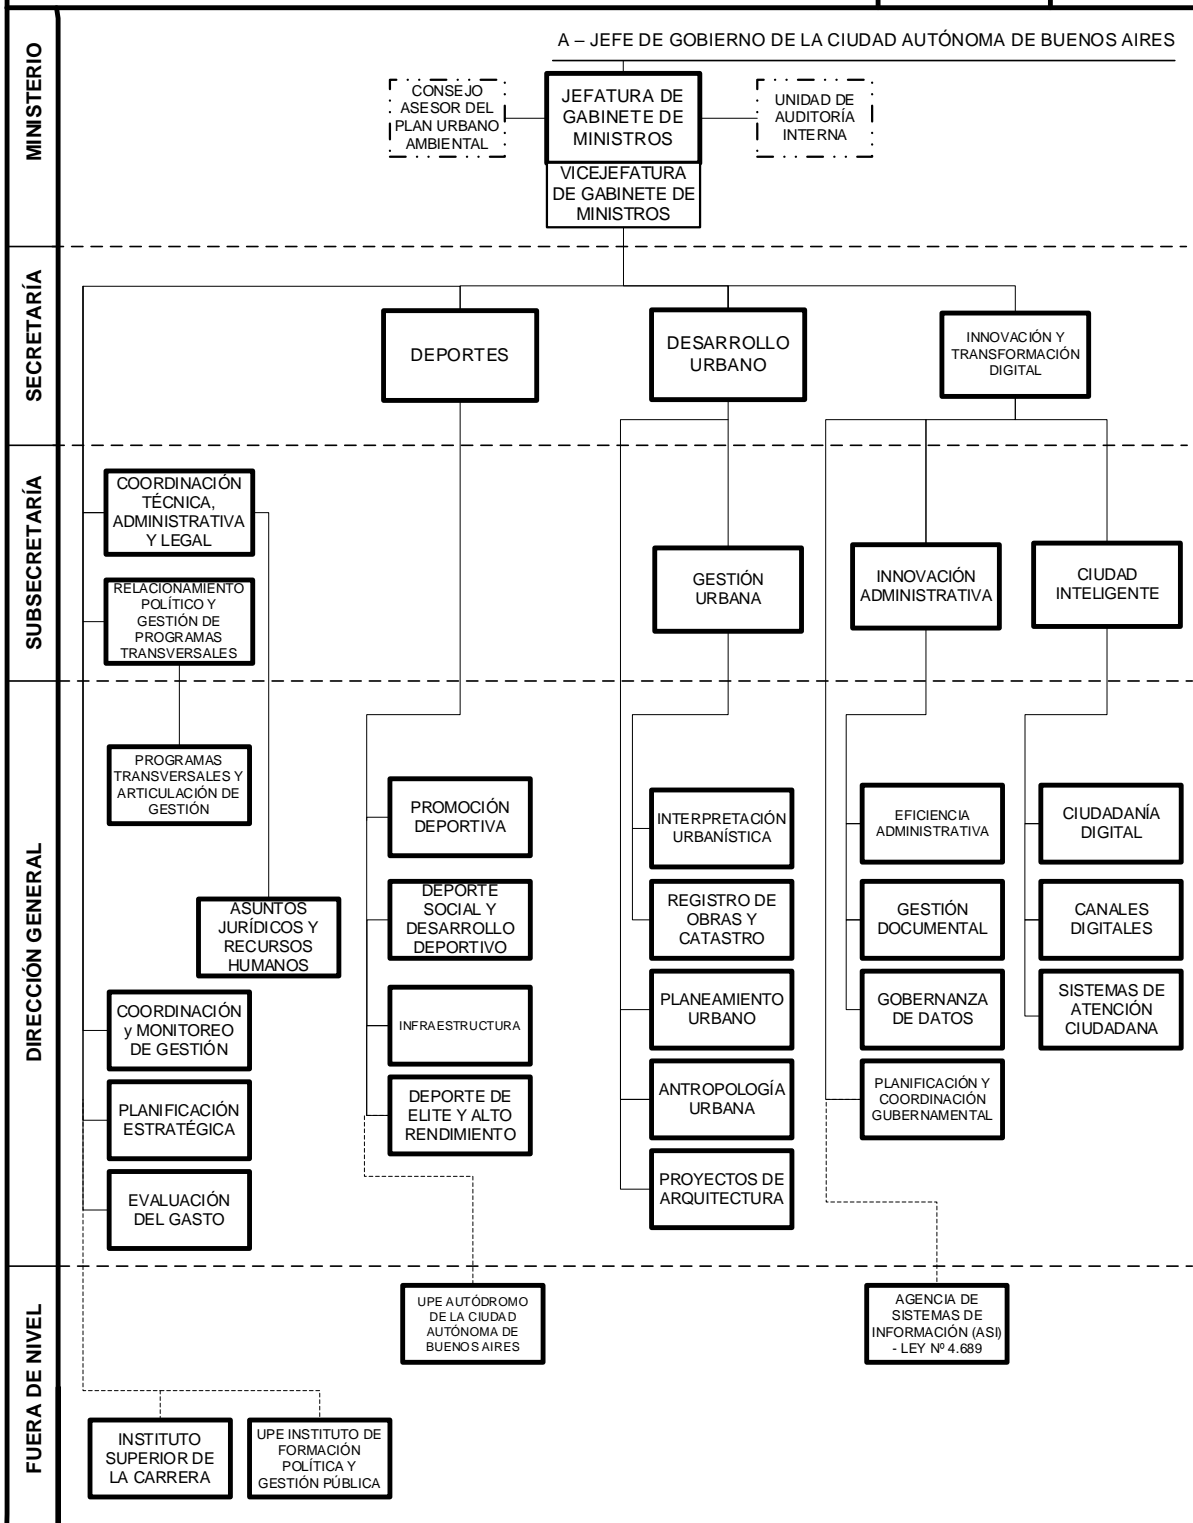 A – JEFE DE GOBIERNO DE LA CIUDAD AUTÓNOMA DE BUENOS AIRES
MINISTERIO
CONSEJO
ASESOR DEL
PLAN URBANO
AMBIENTAL
JEFATURA DE
GABINETE DE
MINISTROS
UNIDAD DE
AUDITORÍA
INTERNA
VICEJEFATURA
DE GABINETE DE
MINISTROS
SECRETARÍA
DEPORTES
DESARROLLO
URBANO
INNOVACIÓN Y
TRANSFORMACIÓN
DIGITAL
SUBSECRETARÍA
COORDINACIÓN
TÉCNICA,
ADMINISTRATIVA
Y LEGAL
RELACIONAMIENTO
POLÍTICO Y
GESTIÓN DE
PROGRAMAS
TRANSVERSALES
GESTIÓN
URBANA
INNOVACIÓN
ADMINISTRATIVA
CIUDAD
INTELIGENTE
DIRECCIÓN GENERAL
PROGRAMAS
TRANSVERSALES Y
ARTICULACIÓN DE
GESTIÓN
ASUNTOS
JURÍDICOS Y
RECURSOS
HUMANOS
COORDINACIÓN
y MONITOREO
DE GESTIÓN
PLANIFICACIÓN
ESTRATÉGICA
EVALUACIÓN
DEL GASTO
PROMOCIÓN
DEPORTIVA
DEPORTE
SOCIAL Y
DESARROLLO
DEPORTIVO
INFRAESTRUCTURA
DEPORTE DE
ELITE Y ALTO
RENDIMIENTO
INTERPRETACIÓN
URBANÍSTICA
REGISTRO DE
OBRAS Y
CATASTRO
PLANEAMIENTO
URBANO
ANTROPOLOGÍA
URBANA
PROYECTOS DE
ARQUITECTURA
EFICIENCIA
ADMINISTRATIVA
GESTIÓN
DOCUMENTAL
GOBERNANZA
DE DATOS
PLANIFICACIÓN Y
COORDINACIÓN
GUBERNAMENTAL
CIUDADANÍA
DIGITAL
CANALES
DIGITALES
SISTEMAS DE
ATENCIÓN
CIUDADANA
FUERA DE NIVEL
UPE AUTÓDROMO
DE LA CIUDAD
AUTÓNOMA DE
BUENOS AIRES
AGENCIA DE
SISTEMAS DE
INFORMACIÓN (ASI)
- LEY Nº 4.689
INSTITUTO
SUPERIOR DE
LA CARRERA
UPE INSTITUTO DE
FORMACIÓN
POLÍTICA Y
GESTIÓN PÚBLICA